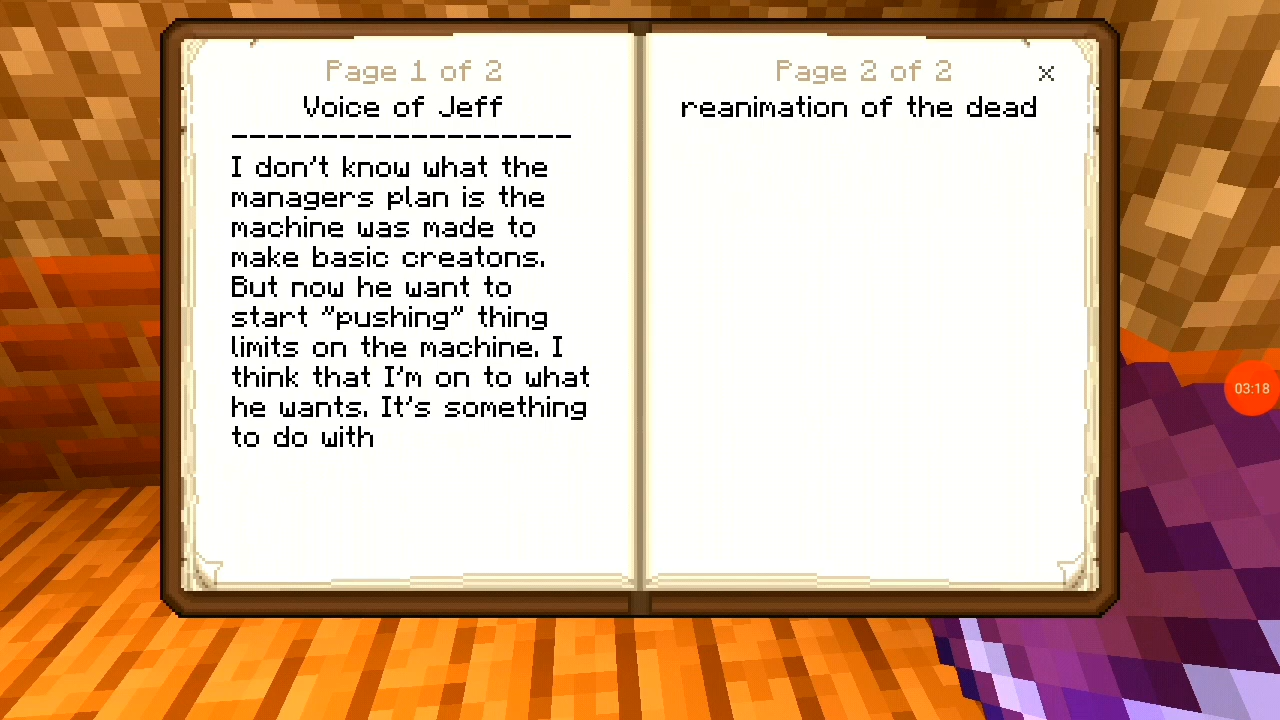 Page 1 of 2
Voice of Jeff
-------------------
I don't know what the
managers plan is the
machine was made to
make basic creatons.
But now he want to
start "pushing" thing
limits on the machine. I
think that I'm on to what
he wants. It's something
to do with
Page 2 of 2
x
reanimation of the dead
03:18